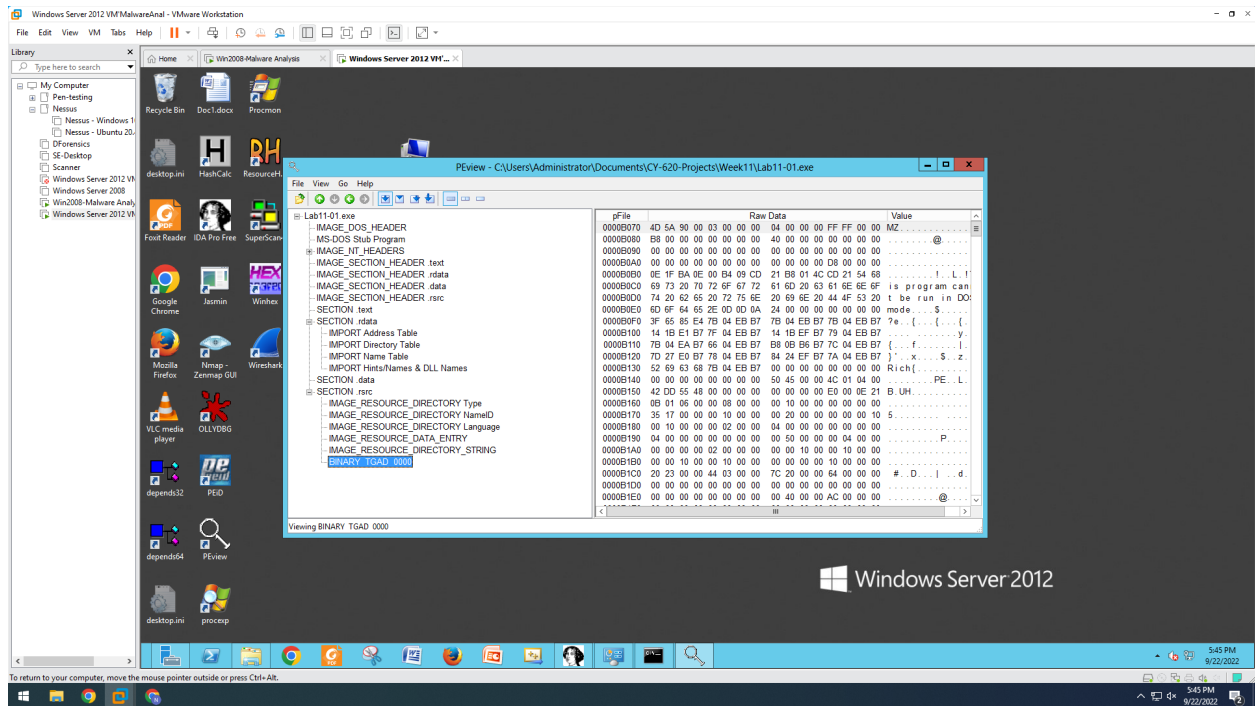 Windows Server 2012 VM'MalwareAnal - VMware Workstation
File Edit View VM Tabs Help
Library
Type here to search
My Computer
Pen-testing
Nessus
Nessus - Windows 1
Nessus - Ubuntu 20.
DForensics
SE-Desktop
Scanner
Windows Server 2012 VM
Windows Server 2008
Win2008-Malware Analy
Windows Server 2012 VM
Home
Win2008-Malware Analysis
Windows Server 2012 VM'...
Recycle Bin
Doc1.docx
Procmon
desktop.ini
HashCalc
ResourceH
Foxit Reader
IDA Pro Free
SuperScan
Google Chrome
Jasmin
Winhex
Mozilla Firefox
Nmap - Zenmap GUI
Wireshark
VLC media player
OLLYDBG
depends32
PEiD
depends64
PEview
desktop.ini
procexp
PEview - C:\Users\Administrator\Documents\CY-620-Projects\Week11\Lab11-01.exe
File View Go Help
Lab11-01.exe
IMAGE_DOS_HEADER
MS-DOS Stub Program
IMAGE_NT_HEADERS
IMAGE_SECTION_HEADER .text
IMAGE_SECTION_HEADER .rdata
IMAGE_SECTION_HEADER .data
IMAGE_SECTION_HEADER .rsrc
SECTION .text
SECTION .rdata
IMPORT Address Table
IMPORT Directory Table
IMPORT Name Table
IMPORT Hints/Names & DLL Names
SECTION .data
SECTION .rsrc
IMAGE_RESOURCE_DIRECTORY Type
IMAGE_RESOURCE_DIRECTORY NameID
IMAGE_RESOURCE_DIRECTORY Language
IMAGE_RESOURCE_DATA_ENTRY
IMAGE_RESOURCE_DIRECTORY_STRING
BINARY TGAD 0000
pFile Raw Data Value
0000B070 4D 5A 90 00 03 00 00 00 04 00 00 00 FF FF 00 00 MZ..............
0000B080 B8 00 00 00 00 00 00 00 40 00 00 00 00 00 00 00 ........@.......
0000B090 00 00 00 00 00 00 00 00 00 00 00 00 00 00 00 00 ................
0000B0A0 00 00 00 00 00 00 00 00 00 00 00 00 D8 00 00 00 ................
0000B0B0 0E 1F BA 0E 00 B4 09 CD 21 B8 01 4C CD 21 54 68 ........!..L.!
0000B0C0 69 73 20 70 72 6F 67 72 61 6D 20 63 61 6E 6E 6F is program can
0000B0D0 74 20 62 65 20 72 75 6E 20 69 6E 20 44 4F 53 20 t be run in DO
0000B0E0 6D 6F 64 65 2E 0D 0D 0A 24 00 00 00 00 00 00 00 mode....$.......
0000B0F0 3F 65 85 E4 7B 04 EB B7 7B 04 EB B7 7B 04 EB B7 ?e..{...{...{
0000B100 14 1B E1 B7 7F 04 EB B7 14 1B EF B7 79 04 EB B7 ............y.
0000B110 7B 04 EA B7 66 04 EB B7 B8 0B B6 B7 7C 04 EB B7 {...f.......|.
0000B120 7D 27 E0 B7 78 04 EB B7 84 24 EF B7 7A 04 EB B7 }'..x....$..z.
0000B130 52 69 63 68 7B 04 EB B7 00 00 00 00 00 00 00 00 Rich{...........
0000B140 00 00 00 00 00 00 00 00 50 45 00 00 4C 01 04 00 ........PE..L.
0000B150 42 DD 55 48 00 00 00 00 00 00 00 00 E0 00 0E 21 B.UH............
0000B160 0B 01 06 00 00 08 00 00 00 10 00 00 00 00 00 00 ................
0000B170 35 17 00 00 00 10 00 00 00 20 00 00 00 00 00 10 5...............
0000B180 00 10 00 00 00 02 00 00 04 00 00 00 00 00 00 00 ................
0000B190 04 00 00 00 00 00 00 00 00 50 00 00 00 04 00 00 .........P....
0000B1A0 00 00 00 00 02 00 00 00 00 00 10 00 00 10 00 00 ................
0000B1B0 00 00 10 00 00 10 00 00 00 00 00 00 10 00 00 00 ................
0000B1C0 20 23 00 00 44 03 00 00 7C 20 00 00 64 00 00 00 #..D...| ..d.
0000B1D0 00 00 00 00 00 00 00 00 00 00 00 00 00 00 00 00 ................
0000B1E0 00 00 00 00 00 00 00 00 00 40 00 00 AC 00 00 00 .........@....
Viewing BINARY TGAD 0000
Windows Server 2012
5:45 PM
9/22/2022
To return to your computer, move the mouse pointer outside or press Ctrl+Alt.
5:45 PM
9/22/2022